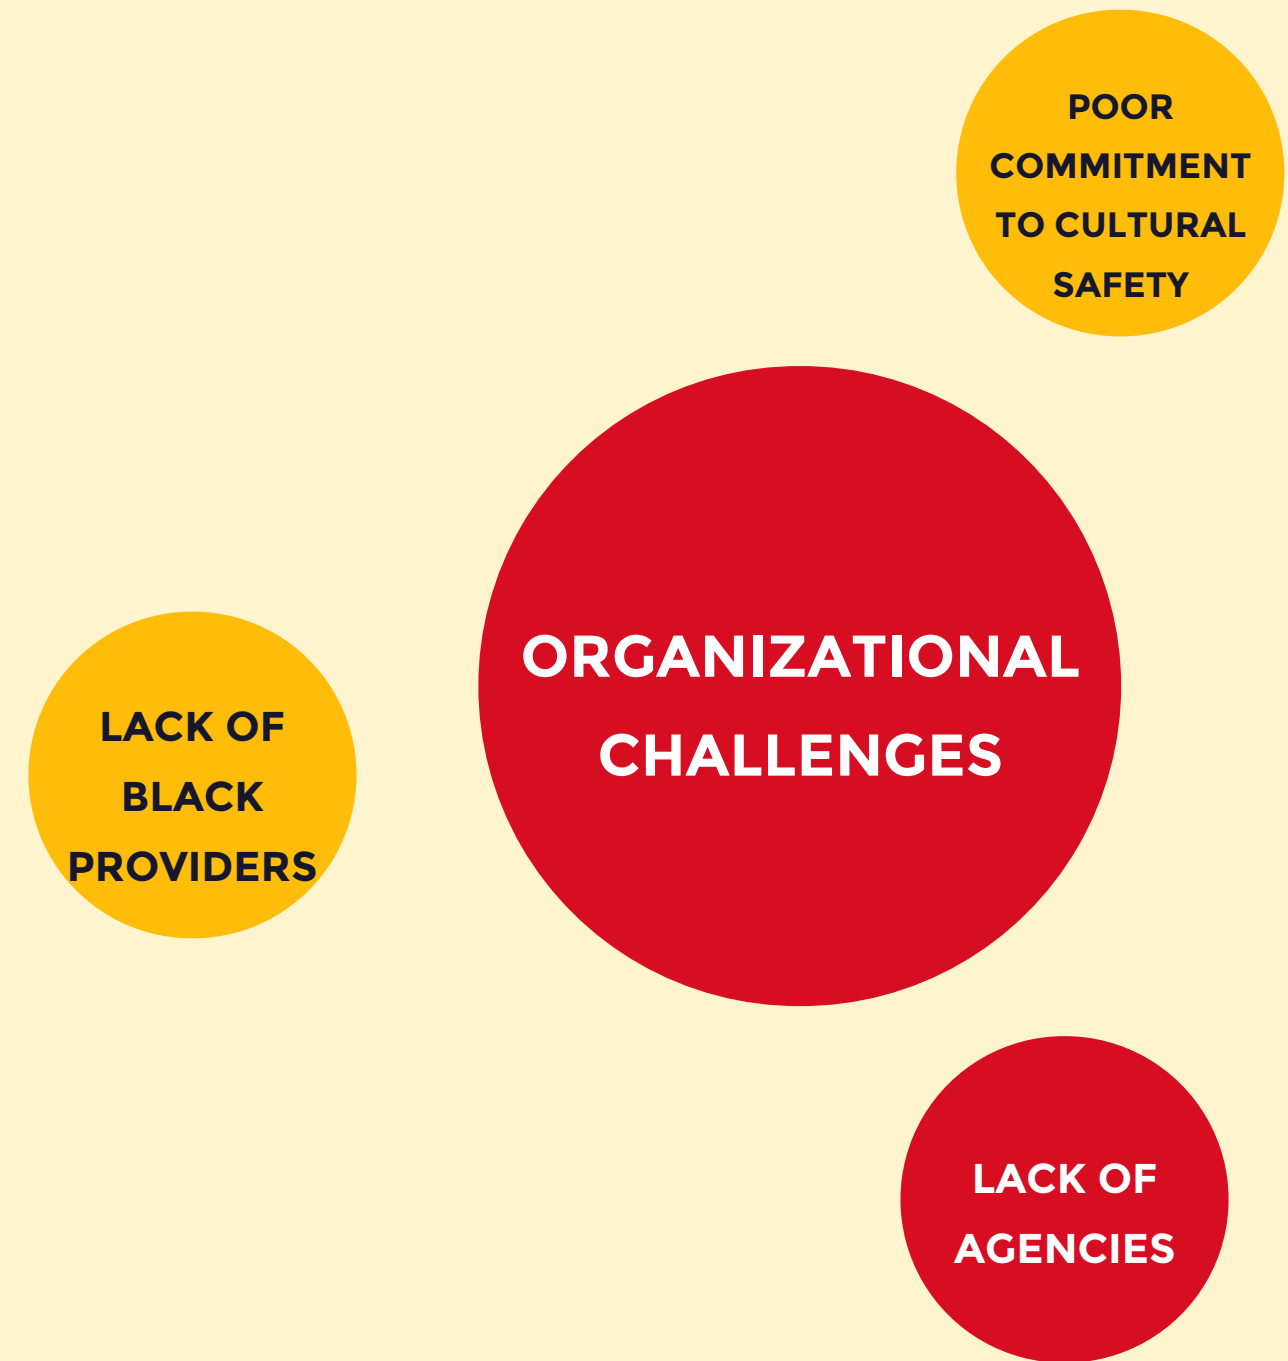 POOR
COMMITMENT
TO CULTURAL
SAFETY
ORGANIZATIONAL
CHALLENGES
LACK OF
BLACK
PROVIDERS
LACK OF
AGENCIES